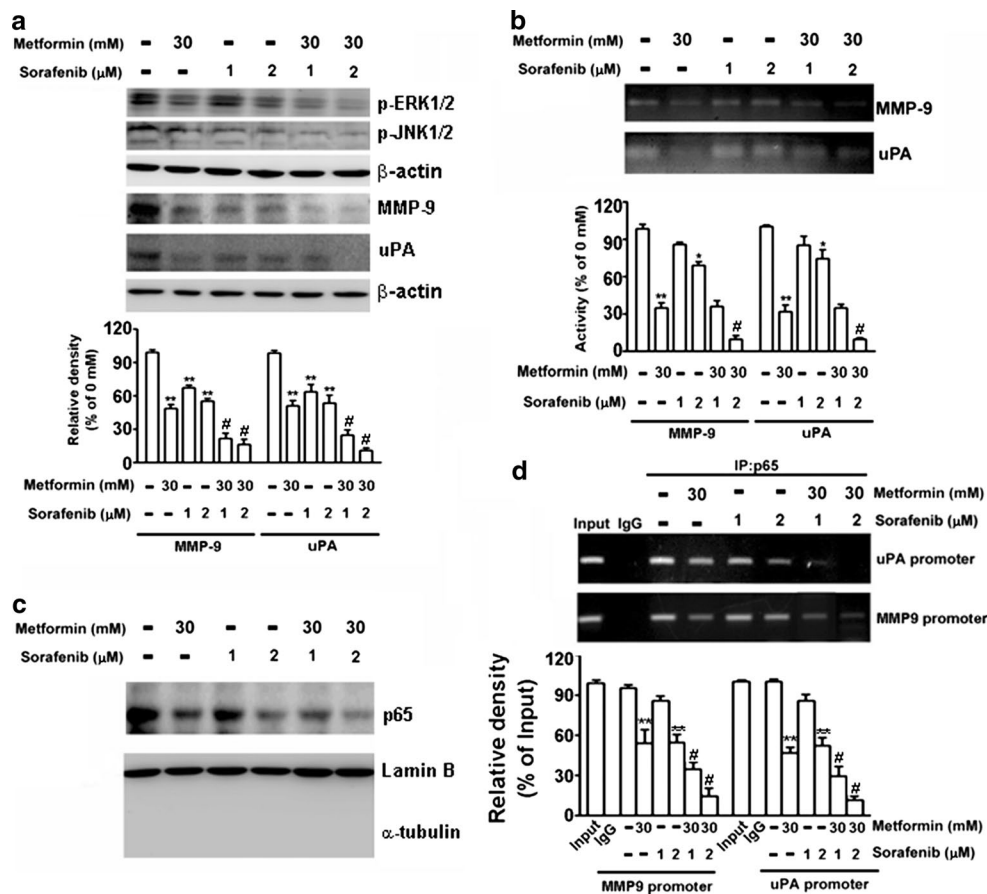 a
Metformin (mM) – 30 – – 30 30
Sorafenib (μM) – – 1 2 1 2
p-ERK1/2
p-JNK1/2
β-actin
MMP-9
uPA
β-actin
Relative density
(% of 0 mM)
120
90
60
30
0
** ** ** # # ** ** ** # #
Metformin (mM) – 30 – – 30 30 – 30 – – 30 30
Sorafenib (μM) – – 1 2 1 2 – – 1 2 1 2
MMP-9 uPA
b
Metformin (mM) – 30 – – 30 30
Sorafenib (μM) – – 1 2 1 2
MMP-9
uPA
Activity (% of 0 mM)
120
90
60
30
0
** * # ** * #
Metformin (mM) – 30 – – 30 30 – 30 – – 30 30
Sorafenib (μM) – – 1 2 1 2 – – 1 2 1 2
MMP-9 uPA
c
Metformin (mM) – 30 – – 30 30
Sorafenib (μM) – – 1 2 1 2
p65
Lamin B
α-tubulin
d
IP:p65
– 30 – – 30 30 Metformin (mM)
Input IgG – – 1 2 1 2 Sorafenib (μM)
uPA promoter
MMP9 promoter
Relative density
(% of Input)
120
90
60
30
0
** ** # # ** ** # #
Input IgG – 30 – – 30 30 Input IgG – 30 – – 30 30 Metformin (mM)
– – 1 2 1 2 – – 1 2 1 2 Sorafenib (μM)
MMP9 promoter uPA promoter